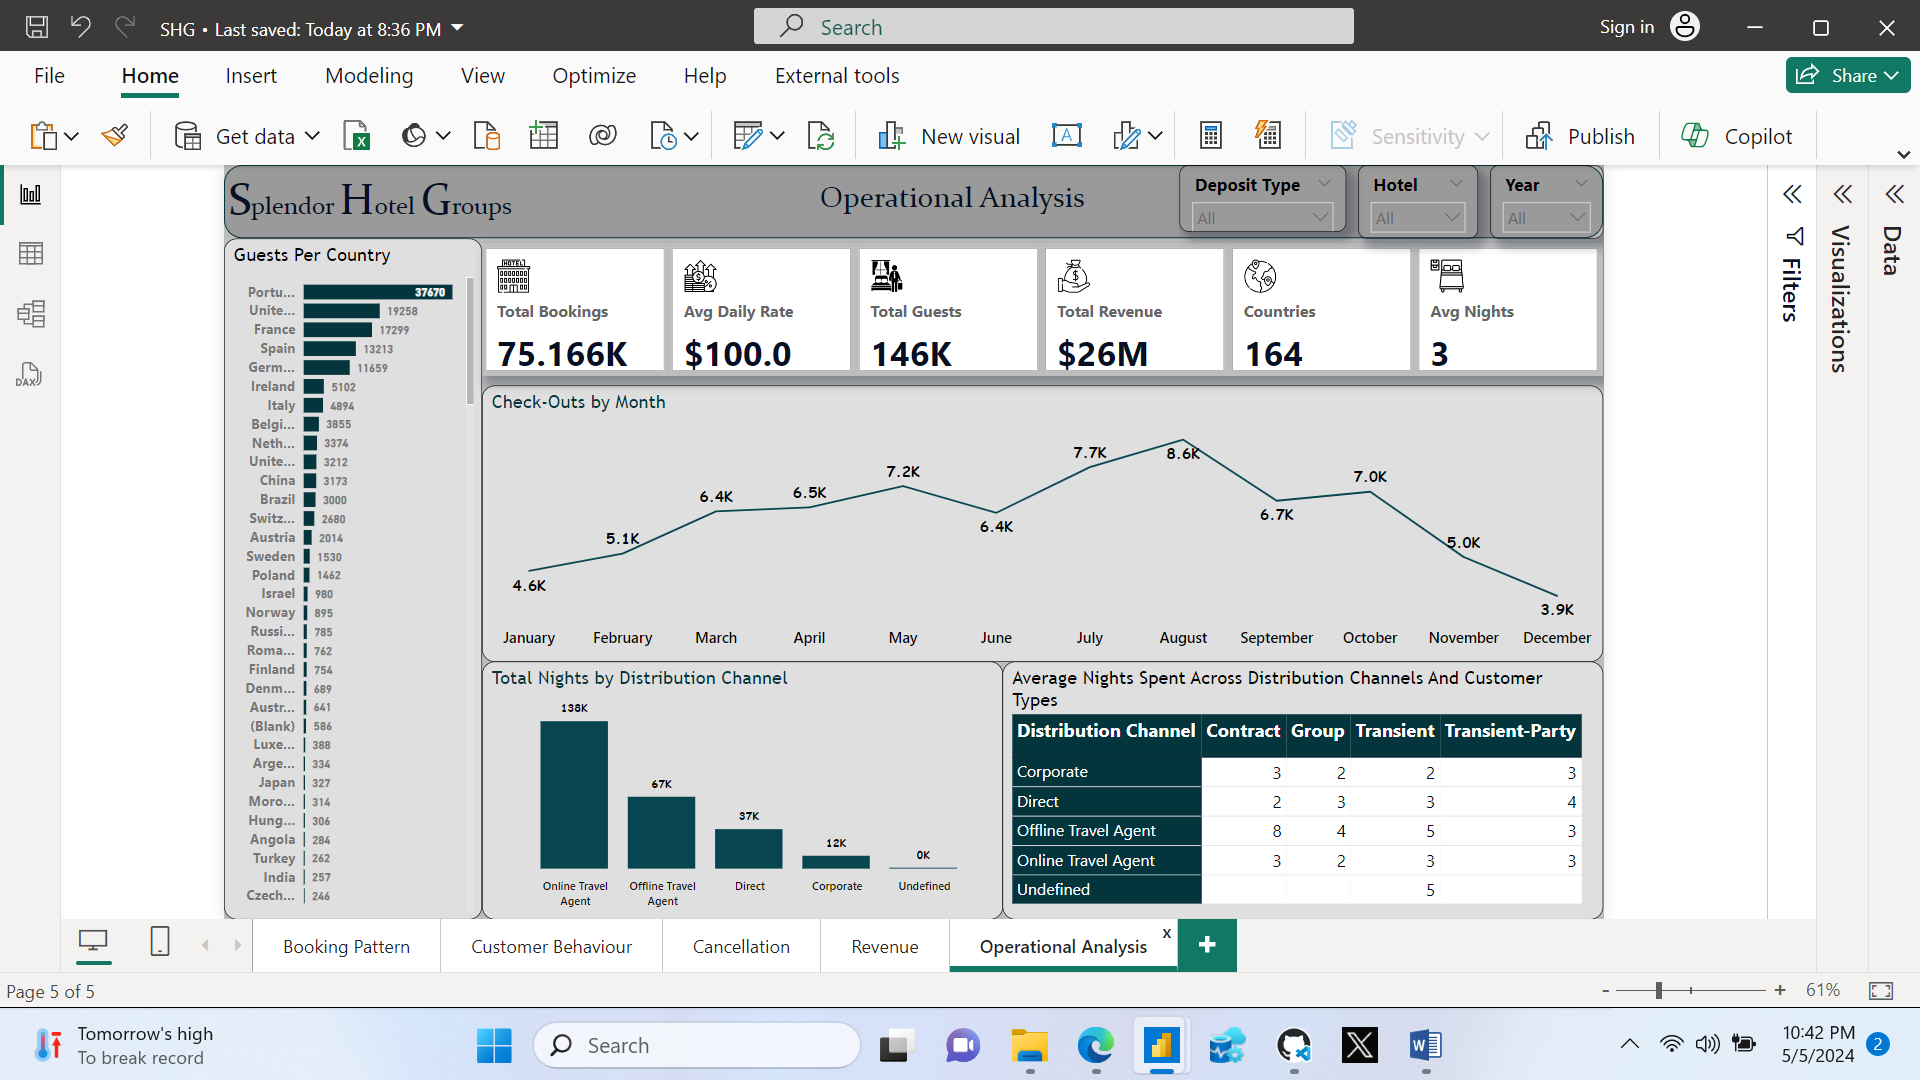 SHG • Last saved: Today at 8:36 PM
Search
Sign in
File Home Insert Modeling View Optimize Help External tools
Share
Get data
New visual
Sensitivity
Publish
Copilot
Splendor Hotel Groups
Operational Analysis
Deposit Type
All
Hotel
All
Year
All
Filters
Visualizations
Data
DAX
Guests Per Country
Portu... 37670
Unite... 19258
France 17299
Spain 13213
Germ... 11659
Ireland 5102
Italy 4894
Belgi... 3855
Neth... 3374
Unite... 3212
China 3173
Brazil 3000
Switz... 2680
Austria 2014
Sweden 1530
Poland 1462
Israel 980
Norway 895
Russi... 785
Roma... 762
Finland 754
Denm... 689
Austr... 641
(Blank) 586
Luxe... 388
Arge... 334
Japan 327
Moro... 314
Hung... 306
Angola 284
Turkey 262
India 257
Czech... 246
HOTEL
Total Bookings
75.166K
Avg Daily Rate
$100.0
Total Guests
146K
Total Revenue
$26M
Countries
164
Avg Nights
3
Check-Outs by Month
4.6K 5.1K 6.4K 6.5K 7.2K 6.4K 7.7K 8.6K 6.7K 7.0K 5.0K 3.9K
January February March April May June July August September October November December
Total Nights by Distribution Channel
138K 67K 37K 12K 0K
Online Travel Agent
Offline Travel Agent
Direct
Corporate
Undefined
Average Nights Spent Across Distribution Channels And Customer
Types
Distribution Channel Contract Group Transient Transient-Party
Corporate 3 2 2 3
Direct 2 3 3 4
Offline Travel Agent 8 4 5 3
Online Travel Agent 3 2 3 3
Undefined 5
Booking Pattern
Customer Behaviour
Cancellation
Revenue
Operational Analysis x
+
Page 5 of 5
- + 61%
Tomorrow's high
To break record
Search
10:42 PM
5/5/2024
2